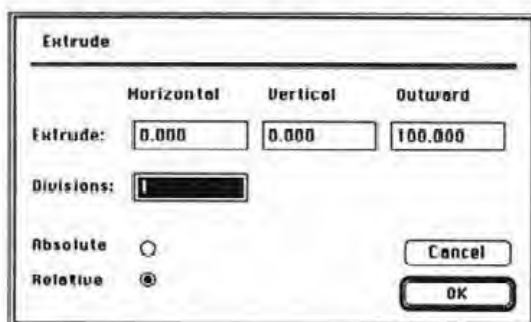 Extrude
Horizontal Vertical Outward
Extrude: 0.000 0.000 100.000
Divisions: 1
Absolute
Relative
Cancel
OK